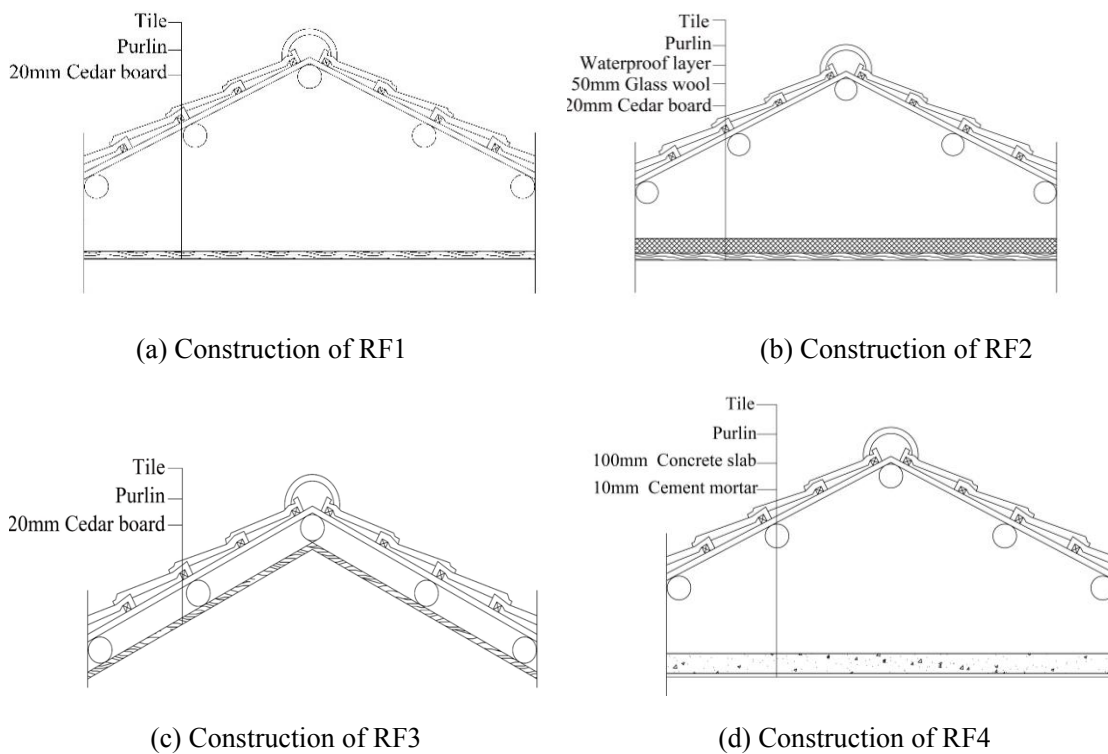 Tile
Purlin
20mm Cedar board
(a) Construction of RF1
Tile
Purlin
Waterproof layer
50mm Glass wool
20mm Cedar board
(b) Construction of RF2
Tile
Purlin
20mm Cedar board
(c) Construction of RF3
Tile
Purlin
100mm Concrete slab
10mm Cement mortar
(d) Construction of RF4